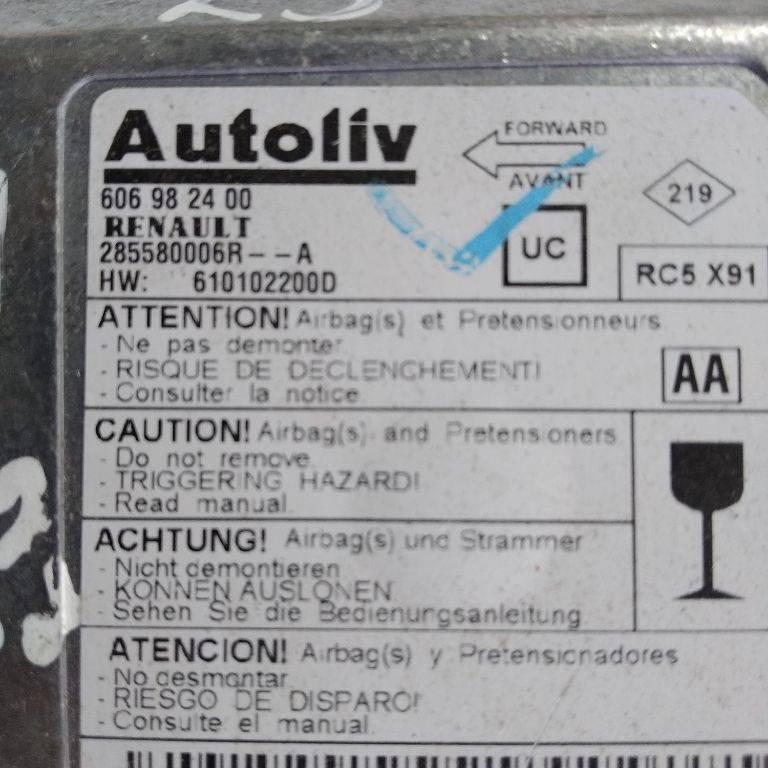 Autoliv
FORWARD
AVANT
219
606 98 24 00
RENAULT
285580006R--A
UC
HW: 610102200D
RC5 X91
ATTENTION! Airbag(s) et Pretensionneurs
- Ne pas demonter
- RISQUE DE DECLENCHEMENT!
- Consulter la notice
AA
CAUTION! Airbag(s) and Pretensioners
- Do not remove
- TRIGGERING HAZARD!
- Read manual
ACHTUNG! Airbag(s) und Strammer
- Nicht demontieren
- KONNEN AUSLONEN
- Sehen Sie die Bedienungsanleitung
ATENCION! Airbag(s) y Pretensionadores
- No desmontar
- RIESGO DE DISPARO!
- Consulte el manual